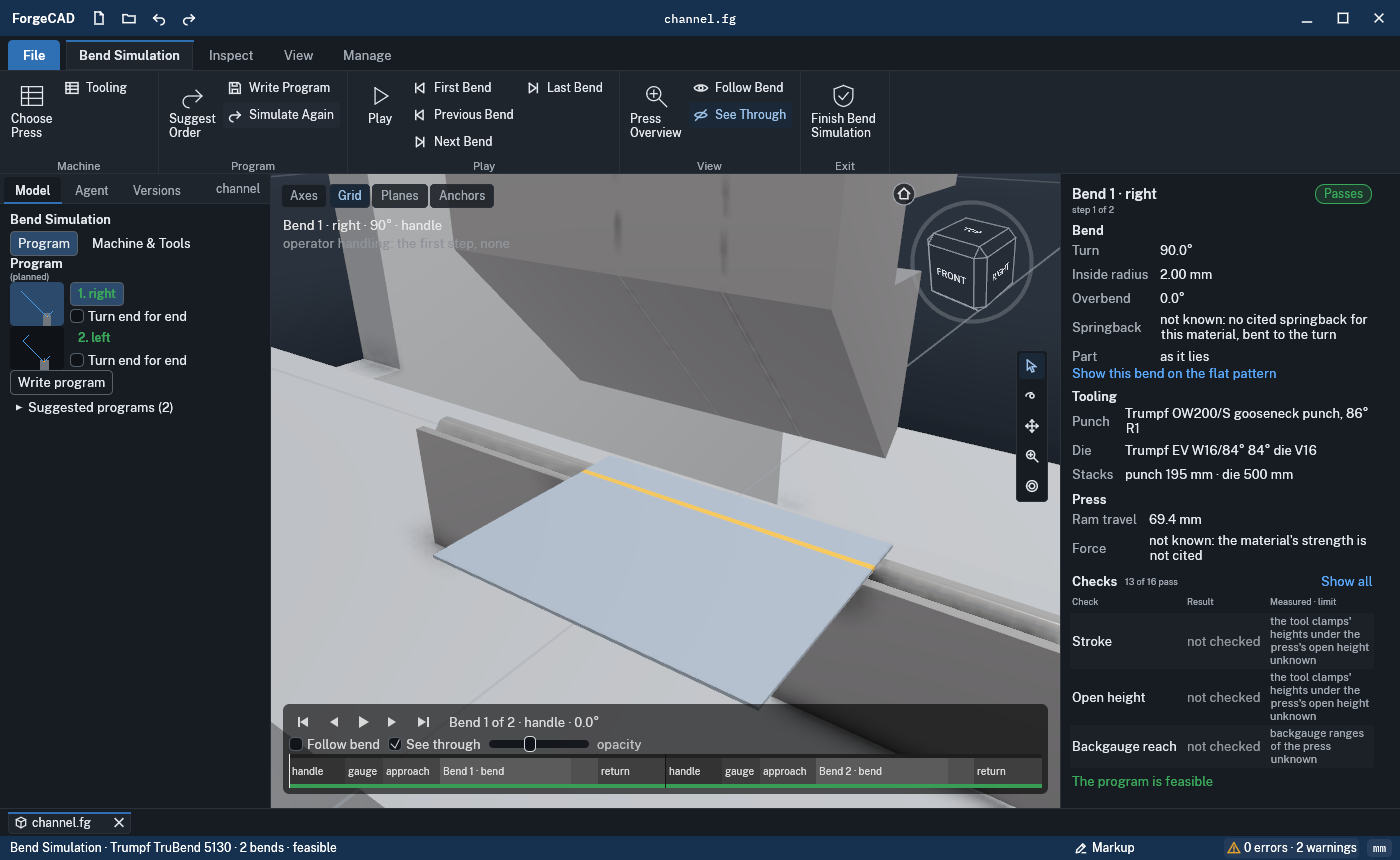 ForgeCAD
channel.fg
File
Bend Simulation
Inspect
View
Manage
Choose Press
Tooling
Machine
Suggest Order
Write Program
Simulate Again
Program
Play
First Bend
Previous Bend
Next Bend
Last Bend
Play
Press Overview
Follow Bend
See Through
View
Finish Bend Simulation
Exit
Model
Agent
Versions
channel
Bend Simulation
Program
Machine & Tools
Program
(planned)
1. right
Turn end for end
2. left
Turn end for end
Write program
Suggested programs (2)
Axes
Grid
Planes
Anchors
Bend 1 · right · 90° · handle
operator handling: the first step, none
TOP
FRONT
RIGHT
Bend 1 of 2 · handle · 0.0°
Follow bend
See through
opacity
handle
gauge
approach
Bend 1 · bend
return
handle
gauge
approach
Bend 2 · bend
return
Bend 1 · right
Passes
step 1 of 2
Bend
Turn 90.0°
Inside radius 2.00 mm
Overbend 0.0°
Springback not known: no cited springback for
this material, bent to the turn
Part as it lies
Show this bend on the flat pattern
Tooling
Punch Trumpf OW200/S gooseneck punch, 86°
R1
Die Trumpf EV W16/84° 84° die V16
Stacks punch 195 mm · die 500 mm
Press
Ram travel 69.4 mm
Force not known: the material's strength is
not cited
Checks 13 of 16 pass
Show all
Check Result Measured · limit
Stroke not checked the tool clamps'
heights under the
press's open height
unknown
Open height not checked the tool clamps'
heights under the
press's open height
unknown
Backgauge reach not checked backgauge ranges
of the press
unknown
The program is feasible
channel.fg
Bend Simulation · Trumpf TruBend 5130 · 2 bends · feasible
Markup
0 errors · 2 warnings
mm